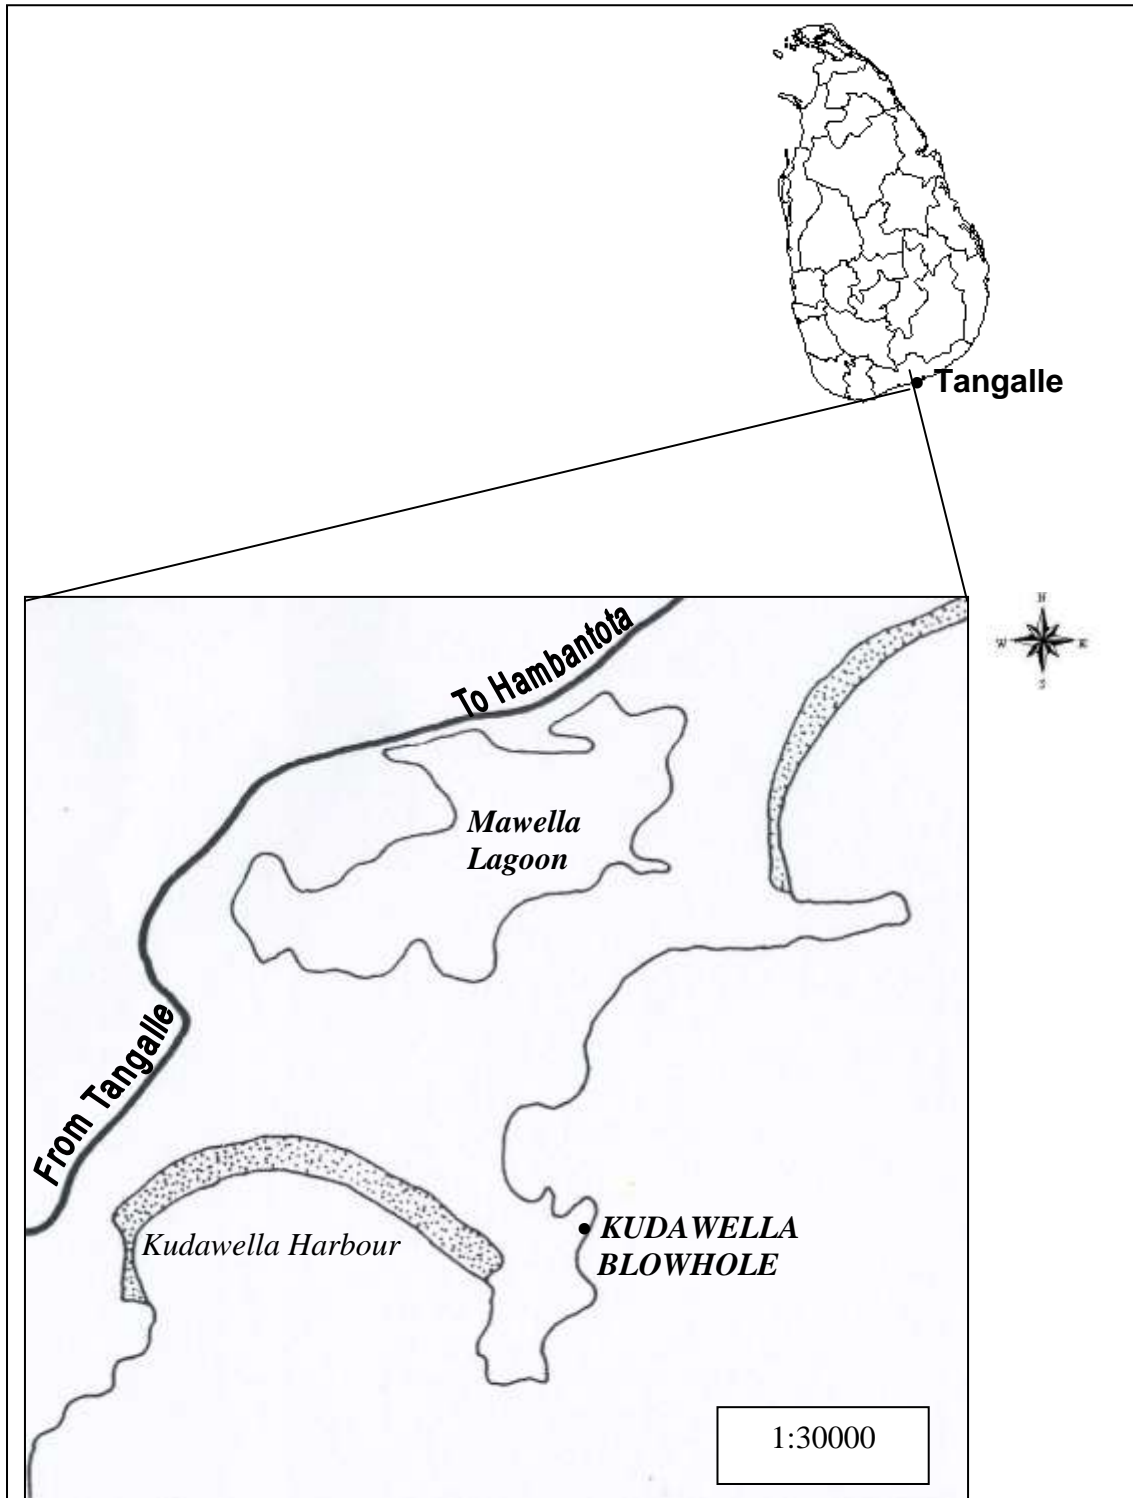 Tangalle
N
W E
S
To Hambantota
Mawella
Lagoon
From Tangalle
Kudawella Harbour
KUDAWELLA
BLOWHOLE
1:30000